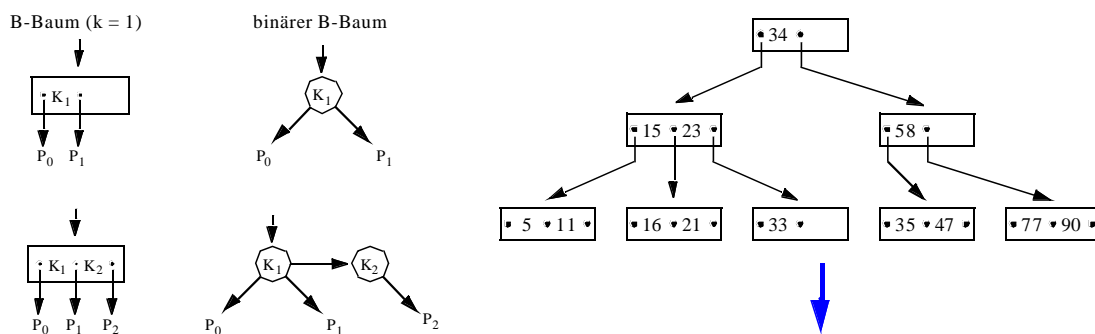 B-Baum (k = 1)
binärer B-Baum
K1
P0 P1
K1
P0
P1
K1 K2
P0 P1 P2
K1
K2
P0
P1
P2
34
15 23
58
5 11
16 21
33
35 47
77 90